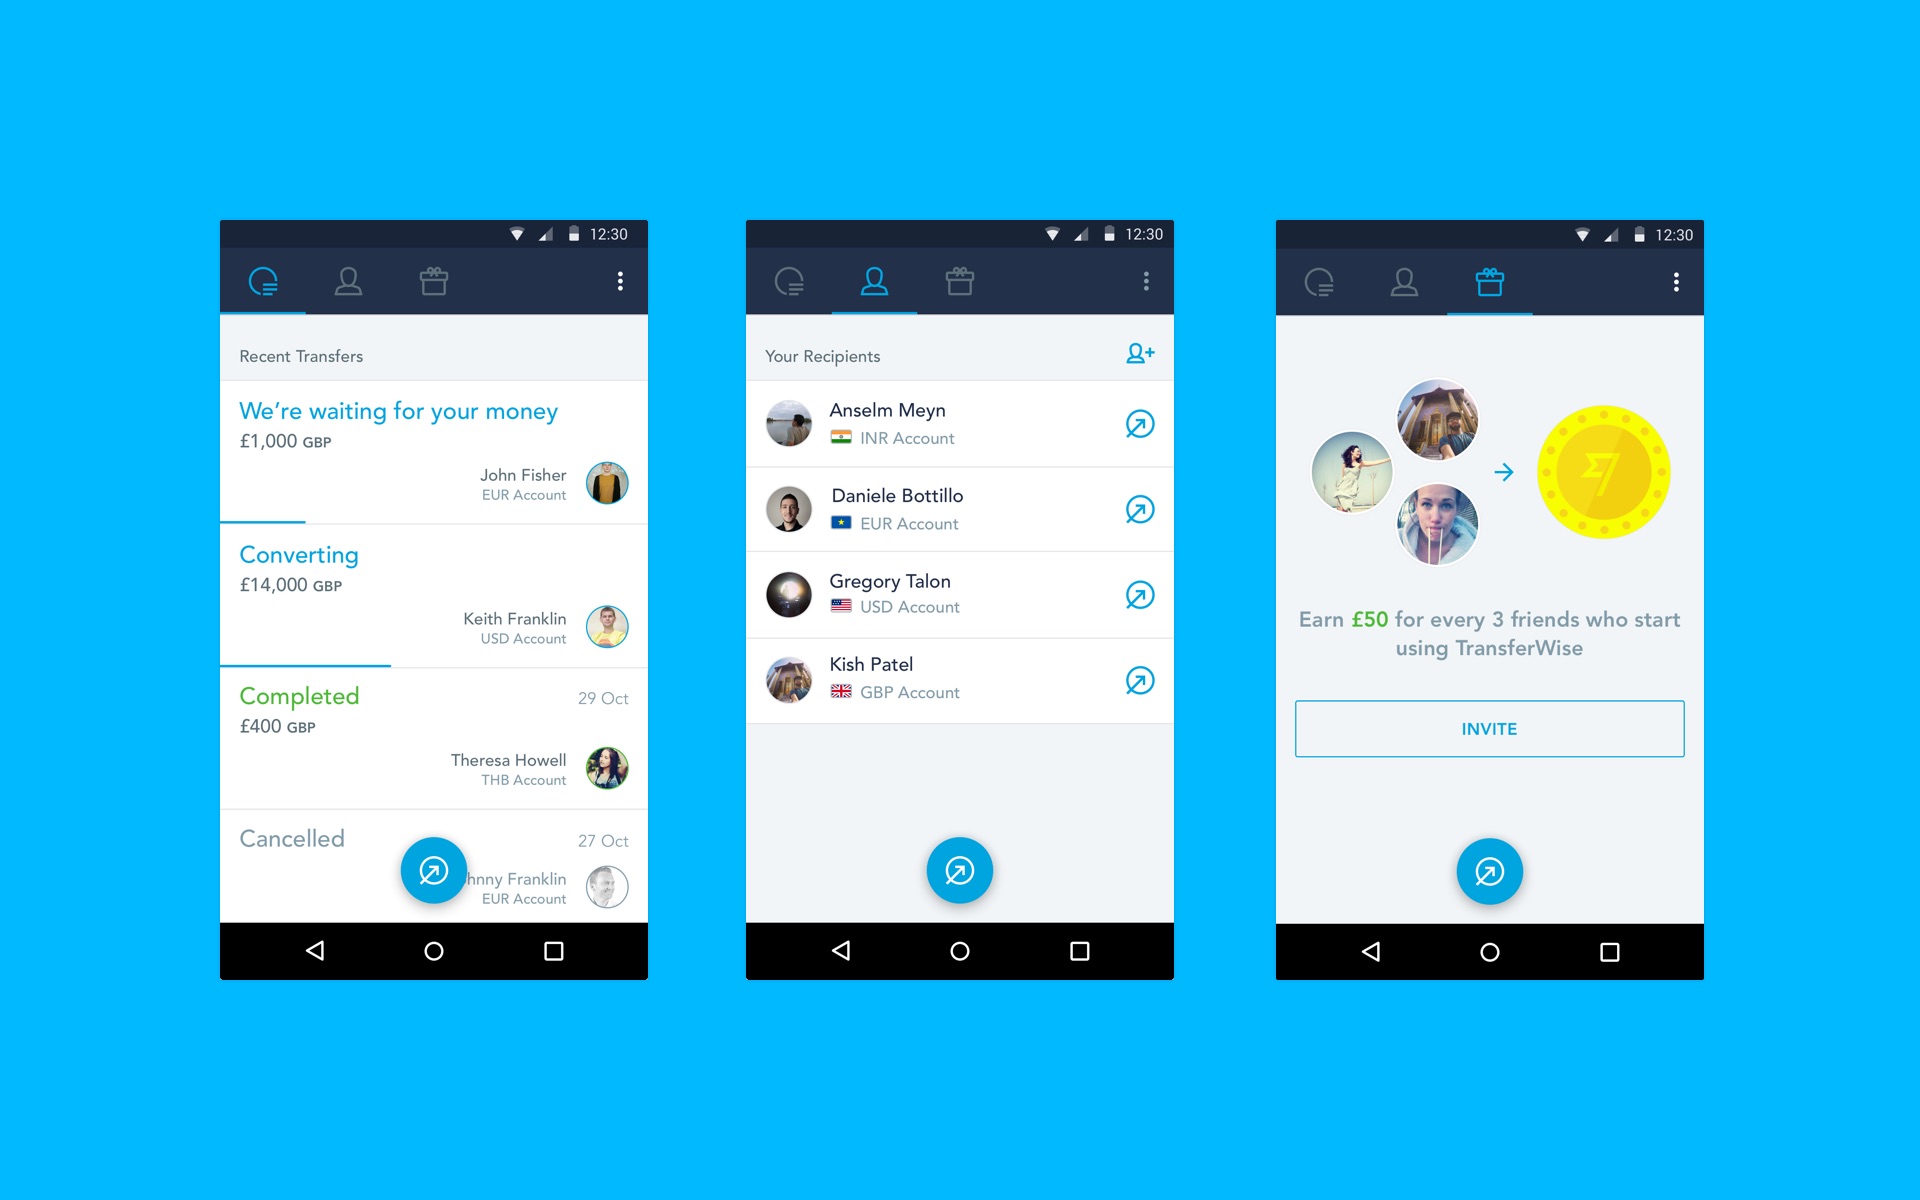 12:30
Recent Transfers
We’re waiting for your money
£1,000 GBP
John Fisher
EUR Account
Converting
£14,000 GBP
Keith Franklin
USD Account
Completed
29 Oct
£400 GBP
Theresa Howell
THB Account
Cancelled
27 Oct
hnny Franklin
EUR Account
12:30
Your Recipients
Anselm Meyn
INR Account
Daniele Bottillo
EUR Account
Gregory Talon
USD Account
Kish Patel
GBP Account
12:30
Earn £50 for every 3 friends who start
using TransferWise
INVITE